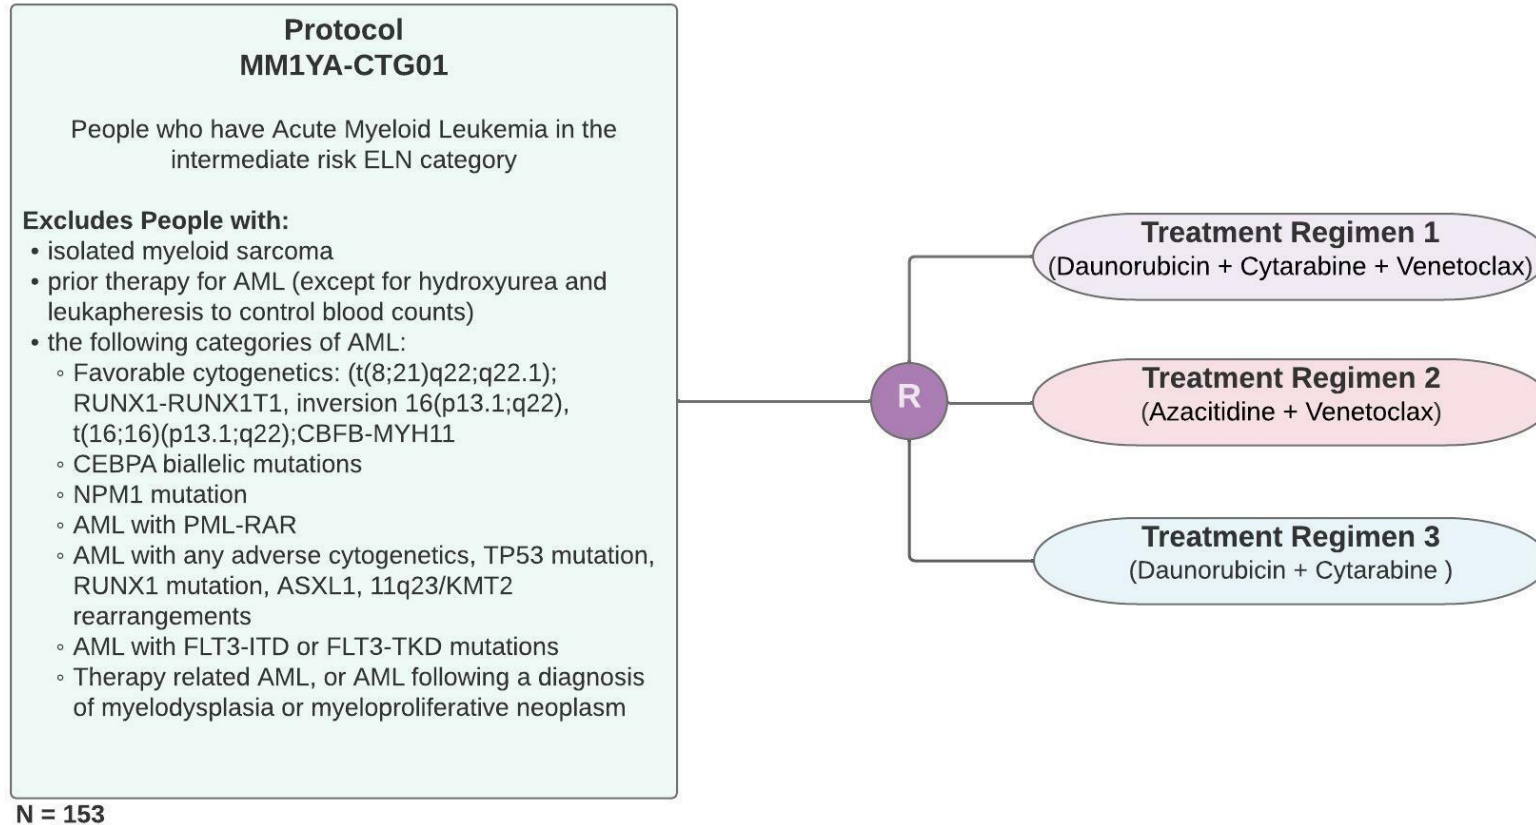 Protocol
MM1YA-CTG01
People who have Acute Myeloid Leukemia in the
intermediate risk ELN category
Excludes People with:
• isolated myeloid sarcoma
• prior therapy for AML (except for hydroxyurea and
leukapheresis to control blood counts)
• the following categories of AML:
◦ Favorable cytogenetics: (t(8;21)q22;q22.1);
RUNX1-RUNX1T1, inversion 16(p13.1;q22),
t(16;16)(p13.1;q22);CBFB-MYH11
◦ CEBPA biallelic mutations
◦ NPM1 mutation
◦ AML with PML-RAR
◦ AML with any adverse cytogenetics, TP53 mutation,
RUNX1 mutation, ASXL1, 11q23/KMT2
rearrangements
◦ AML with FLT3-ITD or FLT3-TKD mutations
◦ Therapy related AML, or AML following a diagnosis
of myelodysplasia or myeloproliferative neoplasm
N = 153
R
Treatment Regimen 1
(Daunorubicin + Cytarabine + Venetoclax)
Treatment Regimen 2
(Azacitidine + Venetoclax)
Treatment Regimen 3
(Daunorubicin + Cytarabine )